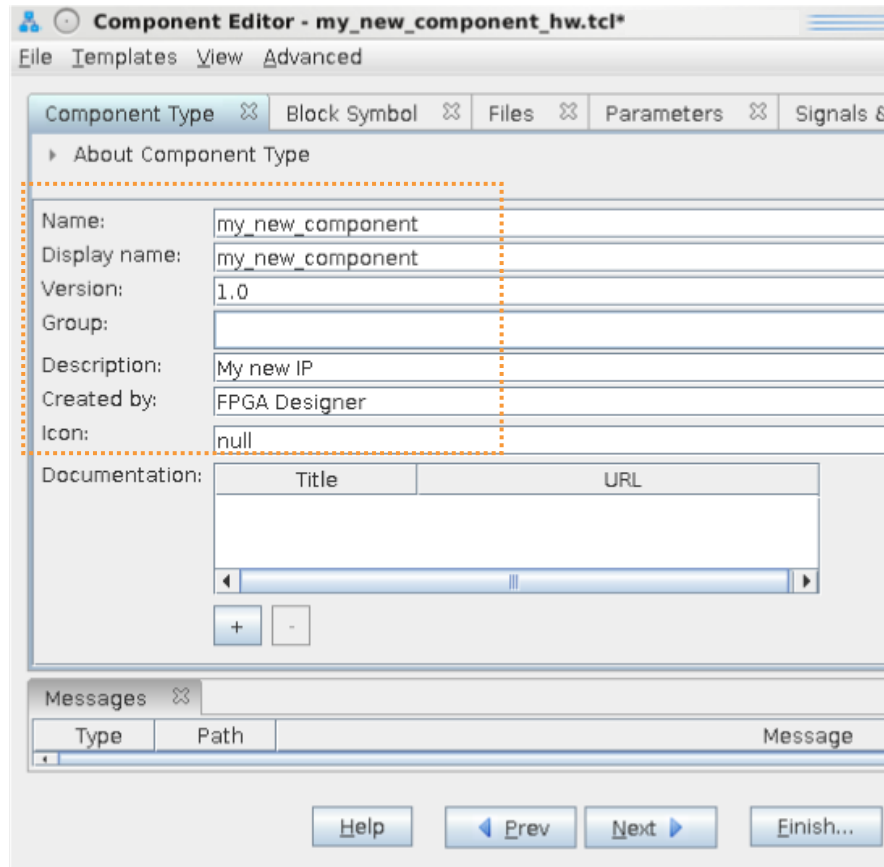 Component Editor - my_new_component_hw.tcl*
File Templates View Advanced
Component Type Block Symbol Files Parameters Signals &
About Component Type
Name: my_new_component
Display name: my_new_component
Version: 1.0
Group:
Description: My new IP
Created by: FPGA Designer
Icon: null
Documentation: Title URL
+ -
Messages
Type Path Message
Help Prev Next Finish...